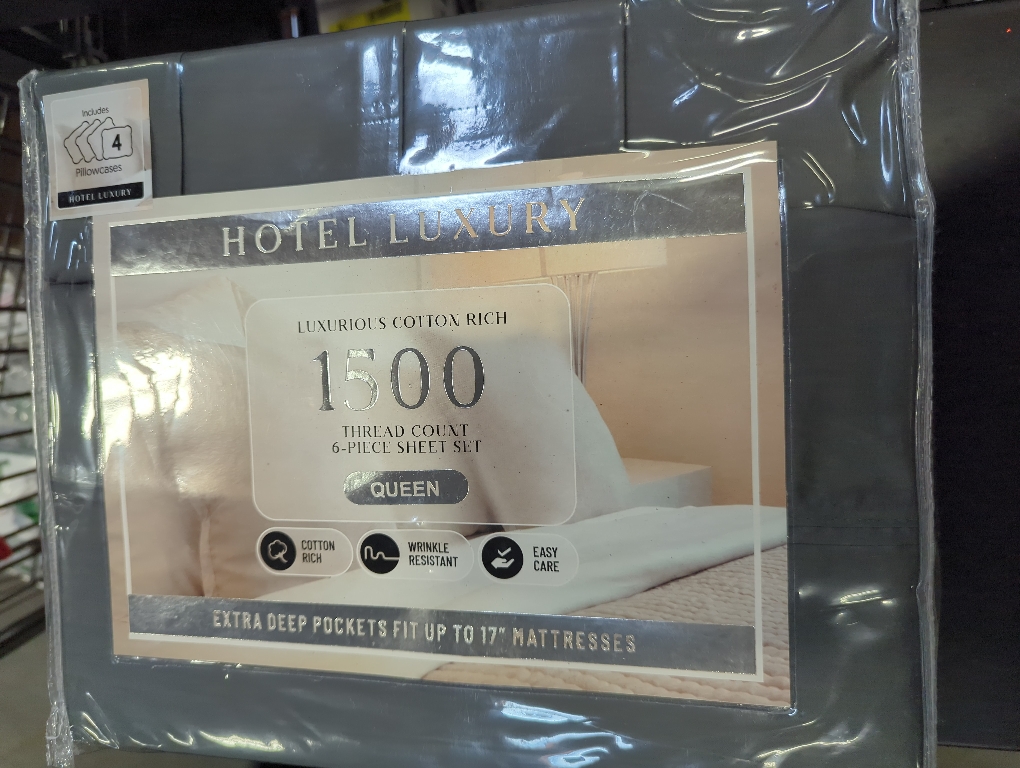 Includes
4
Pillowcases
HOTEL LUXURY
HOTEL LUXURY
LUXURIOUS COTTON RICH
1500
THREAD COUNT
6-PIECE SHEET SET
QUEEN
COTTON
RICH
WRINKLE
RESISTANT
EASY
CARE
EXTRA DEEP POCKETS FIT UP TO 17" MATTRESSES